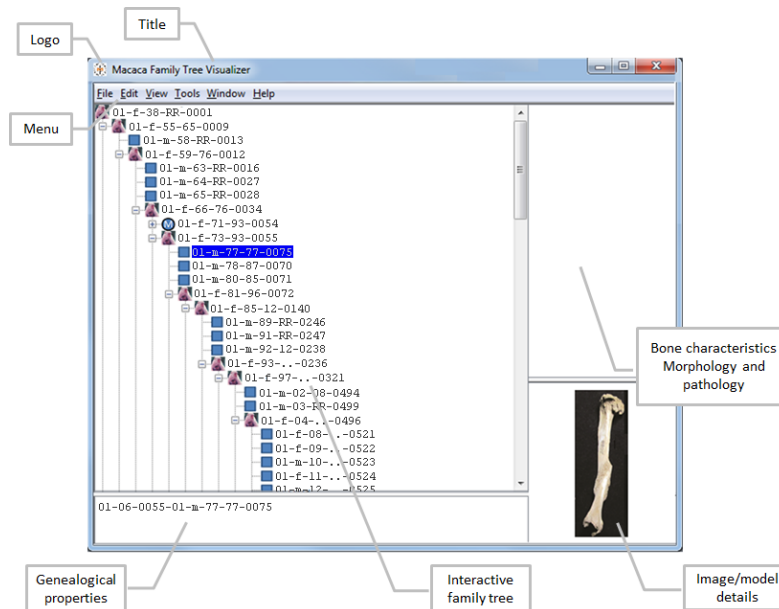 Title
Logo
Macaca Family Tree Visualizer
File Edit View Tools Window Help
Menu
01-f-38-RR-0001
01-f-55-65-0009
01-m-58-RR-0013
01-f-59-76-0012
01-m-63-RR-0016
01-m-64-RR-0027
01-m-65-RR-0028
01-f-66-76-0034
M 01-f-71-93-0054
01-f-73-93-0055
01-m-77-77-0075
01-m-78-87-0070
01-m-80-85-0071
01-f-81-96-0072
01-f-85-12-0140
01-m-89-RR-0246
01-m-91-RR-0247
01-m-92-12-0238
01-f-93-..-0236
01-f-97-..-0321
01-m-02-08-0494
01-m-03-RR-0499
01-f-04-..-0496
01-f-08-..-0521
01-f-09-..-0522
01-m-10-..-0523
01-f-11-..-0524
01-m-12-..-0525
Bone characteristics
Morphology and
pathology
01-06-0055-01-m-77-77-0075
Genealogical
properties
Interactive
family tree
Image/model
details